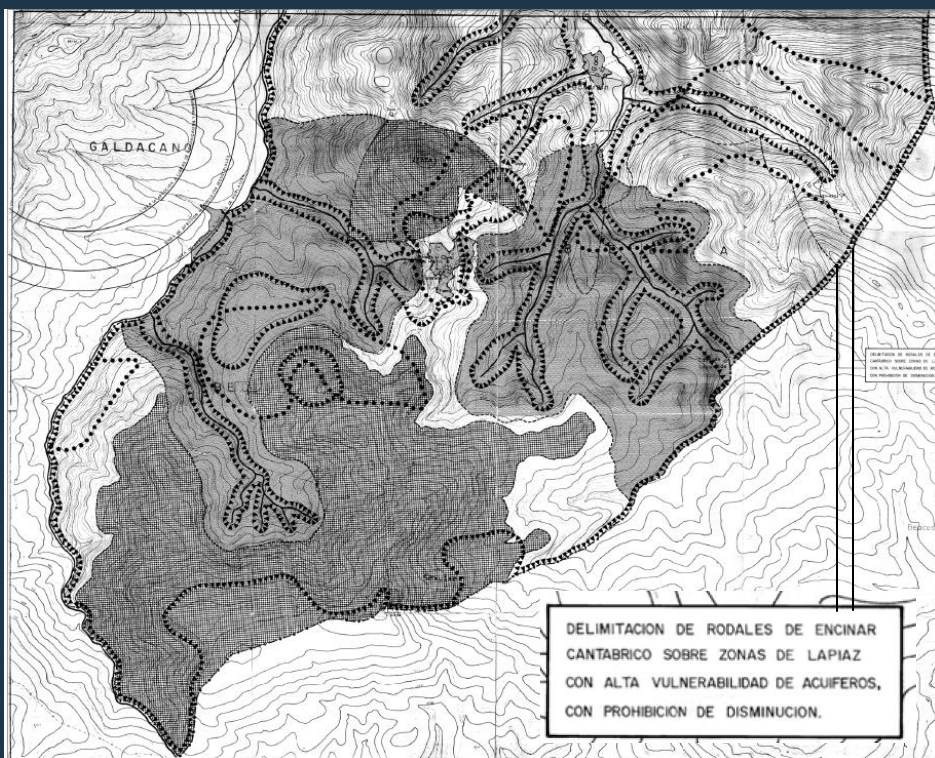 GALDACANO
DELIMITACION DE RODALES DE ENCINAR
CANTABRICO SOBRE ZONAS DE LAPIAZ
CON ALTA VULNERABILIDAD DE ACUIFEROS,
CON PROHIBICION DE DISMINUCION.